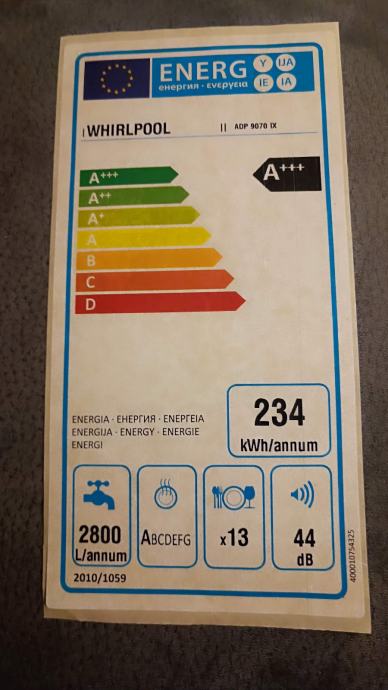 ENERG
енергия · ενεργεια
Y IJA
IE IA
I WHIRLPOOL II ADP 9070 IX
A+++
A+++
A++
A+
A
B
C
D
ENERGIA · ЕНЕРГИЯ · ΕΝΕΡΓΕΙΑ
ENERGIJA · ENERGY · ENERGIE
ENERGI
234
kWh/annum
2800
L/annum
ABCDEFG
x13
44
dB
2010/1059
400010754325